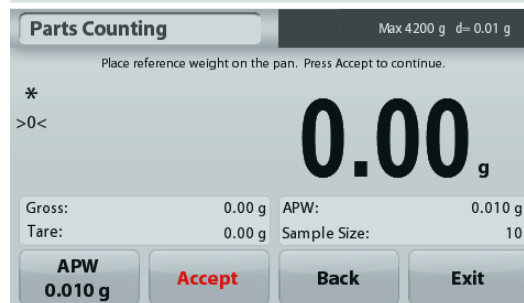 Parts Counting
Max 4200 g d= 0.01 g
Place reference weight on the pan. Press Accept to continue.
*
>0<
0.00 g
Gross: 0.00 g APW: 0.010 g
Tare: 0.00 g Sample Size: 10
APW
0.010 g
Accept
Back
Exit